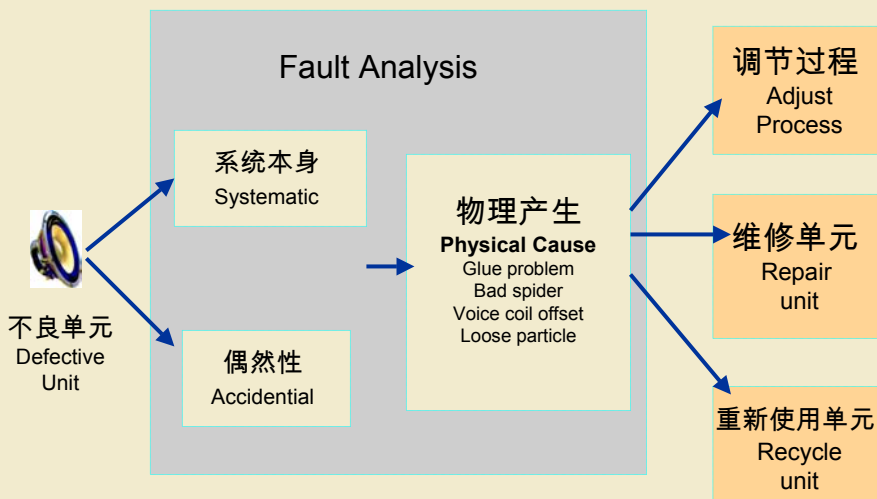 Fault Analysis
不良单元
Defective
Unit
系统本身
Systematic
偶然性
Accidential
物理产生
Physical Cause
Glue problem
Bad spider
Voice coil offset
Loose particle
调节过程
Adjust
Process
维修单元
Repair
unit
重新使用单元
Recycle
unit